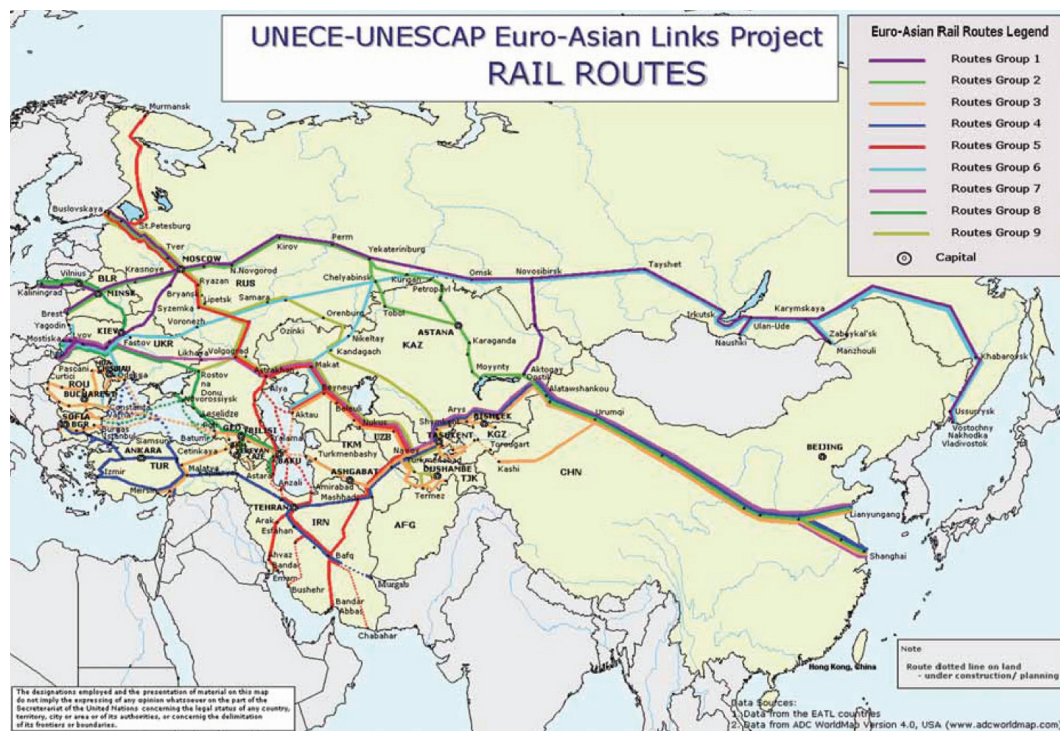 UNECE-UNESCAP Euro-Asian Links Project
RAIL ROUTES
Euro-Asian Rail Routes Legend
Routes Group 1
Routes Group 2
Routes Group 3
Routes Group 4
Routes Group 5
Routes Group 6
Routes Group 7
Routes Group 8
Routes Group 9
Capital
Murmansk
Buslovskaya
St.Petesburg
Tver
MOSCOW
Kirov
Perm
Yekaterinburg
N.Novgorod
Krasnoye
Vilnius
BLR
Kaliningrad
MINSK
Ryazan
RUS
Chelyabinsk
Kurgan
Petropavl
Omsk
Novosibirsk
Tayshet
Bryansk
Lipetsk
Samara
Brest
Syzemka
Tobol
Irkutsk
Karymskaya
Yagodin
Voronezh
Orenburg
Ulan-Ude
Zabaykal'sk
KIEV
Ozinki
ASTANA
Naushki
Manzhouli
Mostiska
Lvov
Fastov
UKR
Nikeltay
KAZ
Karaganda
Khabarovsk
Chop
Likhaya
Volgograd
Kandagach
Moyynty
Aktogay
Dostyk
Pascani
Curtici
Odessa
Rostov
na
Donu
Astrakhan
Makat
Alatawshankou
ROU
Alya
Beyneu
Arys
Urumqi
Ussurysk
BUCHAREST
Constanta
Novorossiysk
Aktau
BISHKEK
Vostochny
Nakhodka
Vladivostok
SOFIA
BGR
Varna
Burgas
Leselidze
Nukus
Shymkent
KGZ
Istanbul
Samsun
Batumi
GEO
TBILISI
TKM
UZB
TASHKENT
Torougart
BEIJING
ANKARA
Cetinkaya
YEREVAN
Turkmenbashy
Navoi
Kashi
TUR
BAKU
ASHGABAT
DUSHANBE
TJK
CHN
Izmir
Malatya
Astara
Anzali
Amirabad
Mersin
Mashhad
Termez
TEHRAN
Lianyungang
Arak
Esfahan
IRN
AFG
Shanghai
Ahvaz
Bafq
Bandar
Emam
Murgsh
Bushehr
Bandar
Abbas
Chabahar
Hong Kong, China
Note
Route dotted line on land
- under construction/ planning
The designations employed and the presentation of material on this map
do not imply the expressing of any opinion whatsoever on the part of the
Secreteriat of the United Nations concerning the legal status of any country,
territory, city or area or of its authorities, or concernig the delimitation
of its frontiers or boundaries.
Data Sources:
1. Data from the EATL countries
2. Data from ADC WorldMap Version 4.0, USA (www.adcworldmap.com)